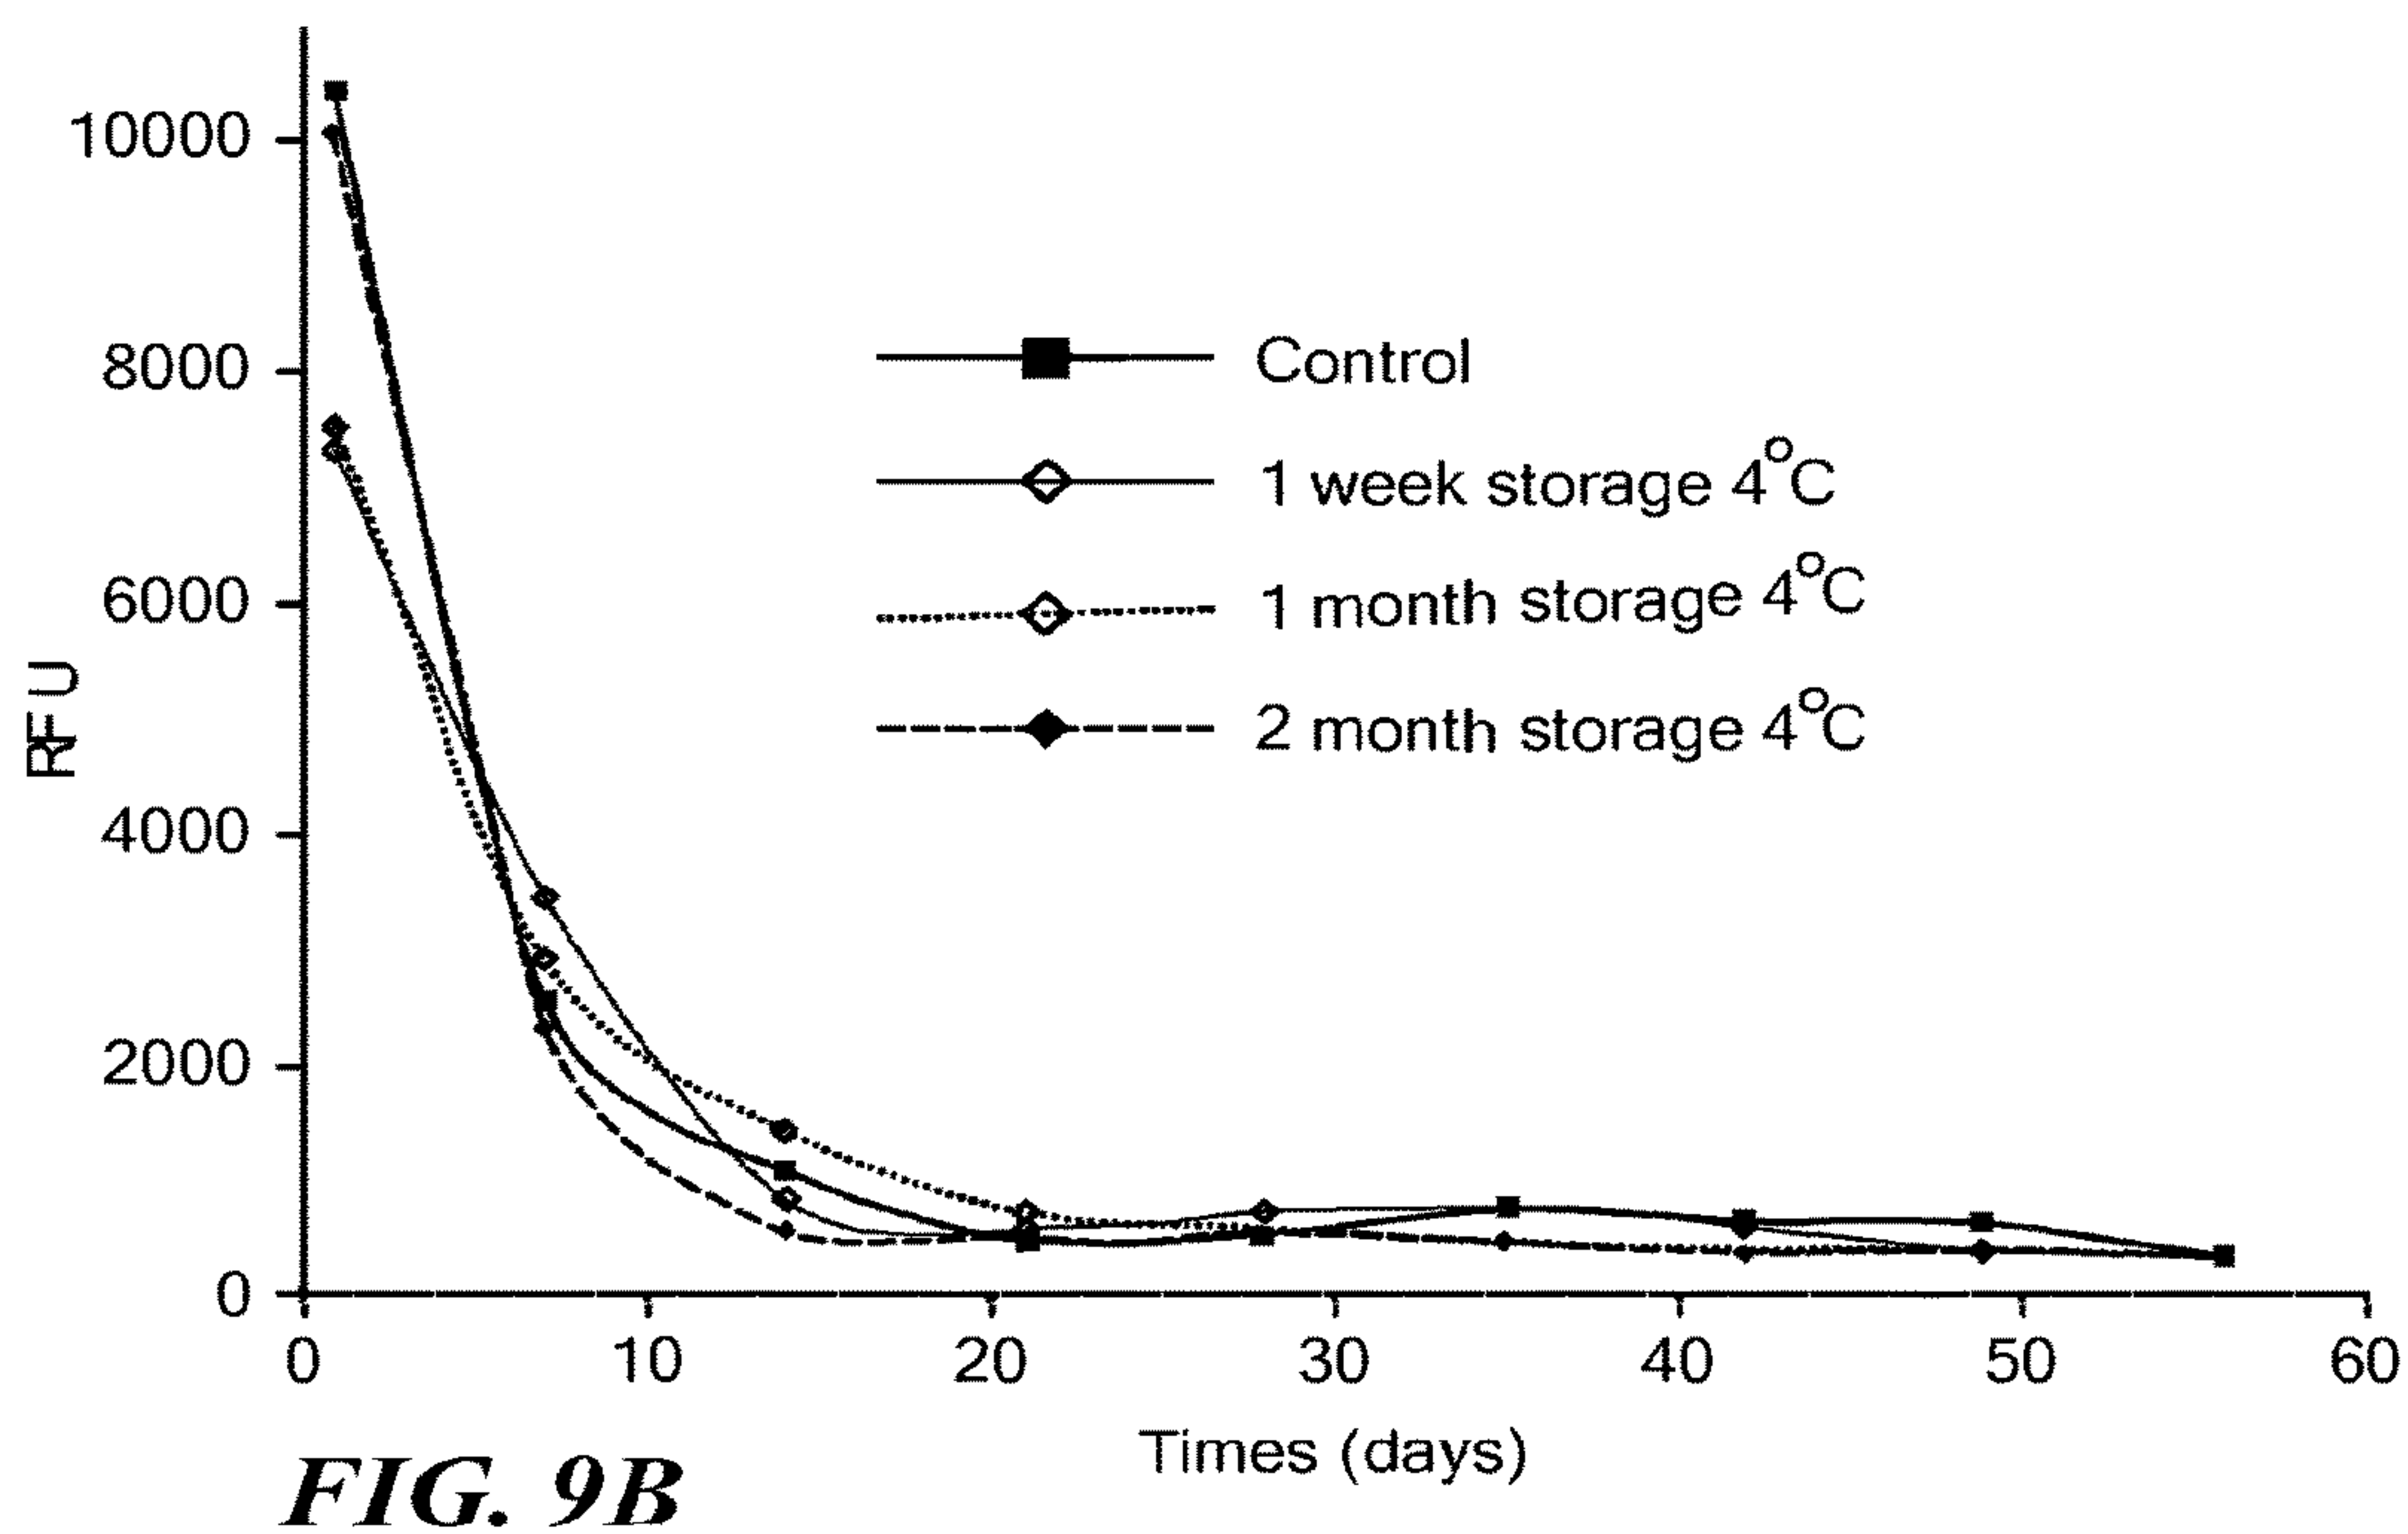 10000
8000
6000
4000
2000
0
RFU
Control
1 week storage 4°C
1 month storage 4°C
2 month storage 4°C
0 10 20 30 40 50 60
Times (days)
FIG. 9B